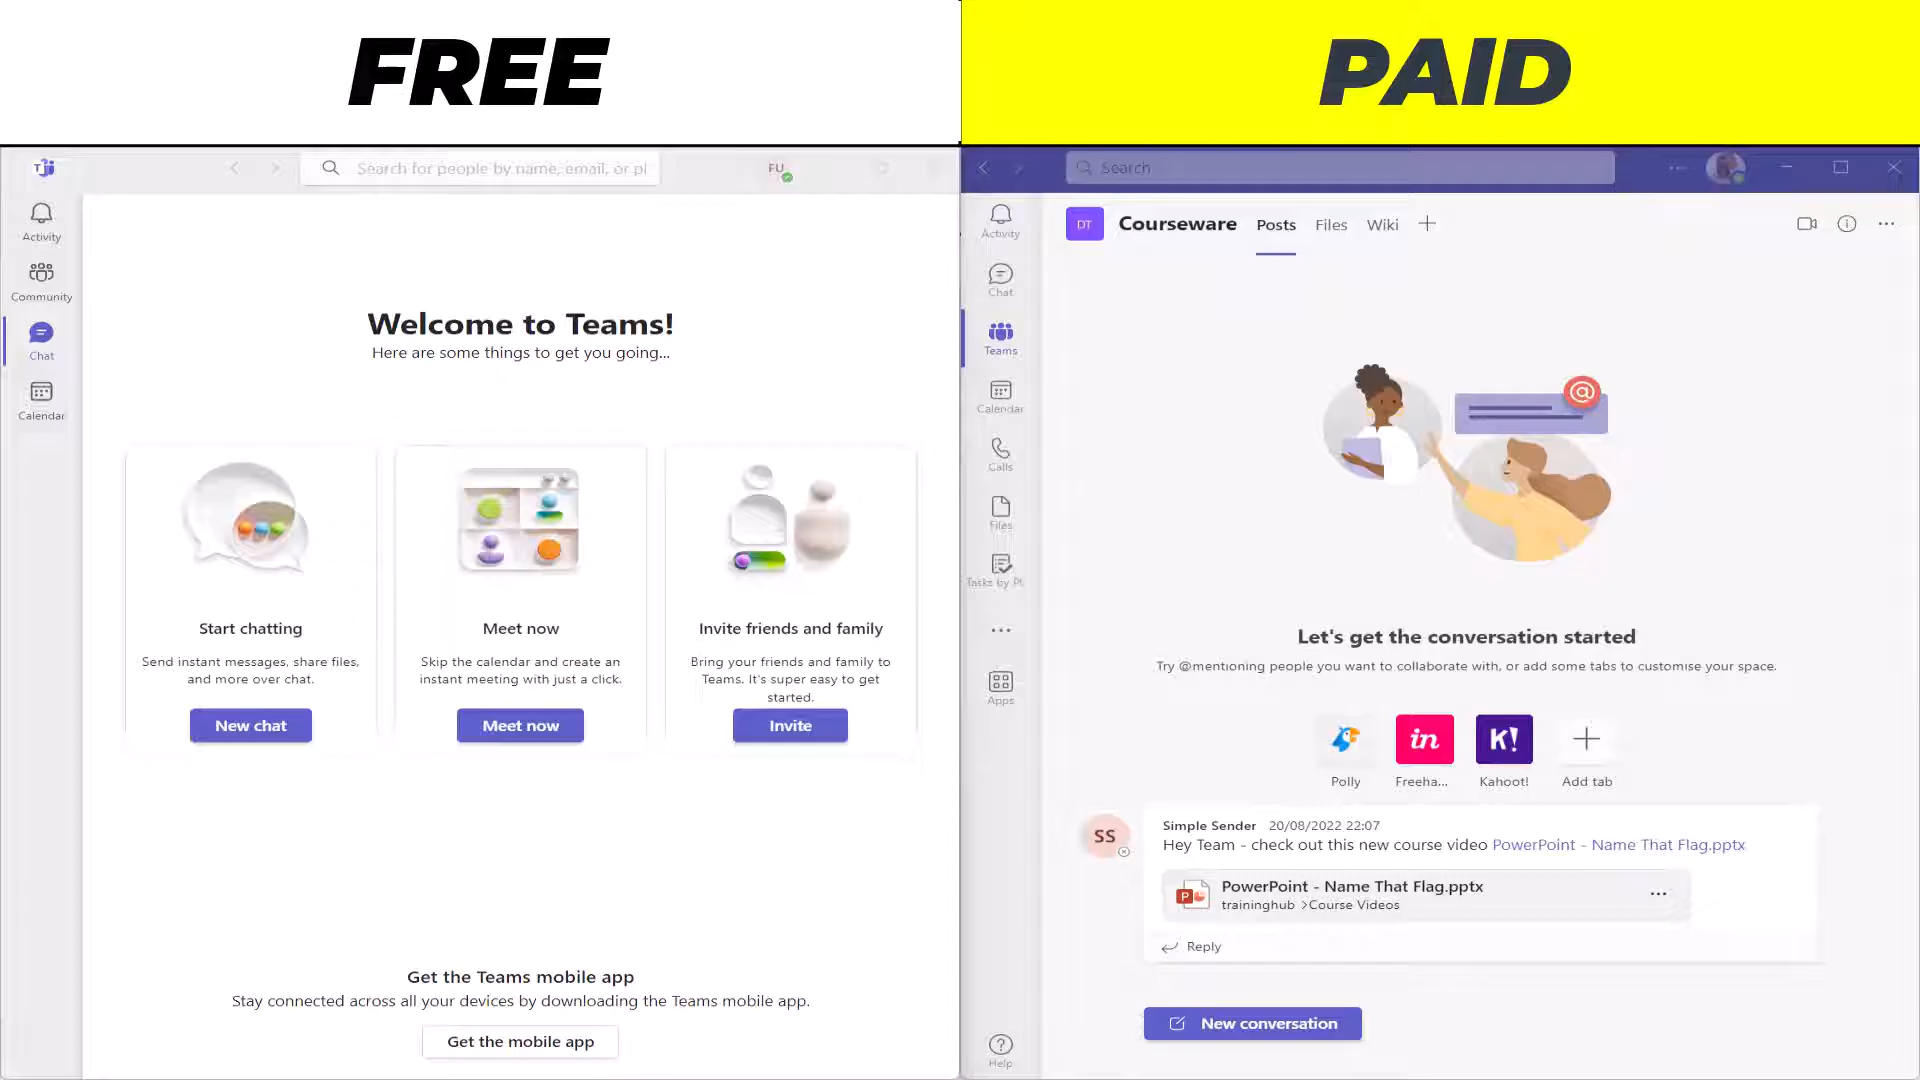 FREE
PAID
Search for people by name, email, or pl
FU
Activity
Community
Chat
Calendar
Welcome to Teams!
Here are some things to get you going...
Start chatting
Send instant messages, share files,
and more over chat.
New chat
Meet now
Skip the calendar and create an
instant meeting with just a click.
Meet now
Invite friends and family
Bring your friends and family to
Teams. It's super easy to get
started.
Invite
Get the Teams mobile app
Stay connected across all your devices by downloading the Teams mobile app.
Get the mobile app
Search
Activity
Chat
Teams
Calendar
Calls
Files
Tasks by Pl
Apps
Help
DT
Courseware
Posts
Files
Wiki
Let's get the conversation started
Try @mentioning people you want to collaborate with, or add some tabs to customise your space.
in
K!
Polly
Freeha...
Kahoot!
Add tab
SS
Simple Sender 20/08/2022 22:07
Hey Team - check out this new course video PowerPoint - Name That Flag.pptx
PowerPoint - Name That Flag.pptx
traininghub >Course Videos
Reply
New conversation